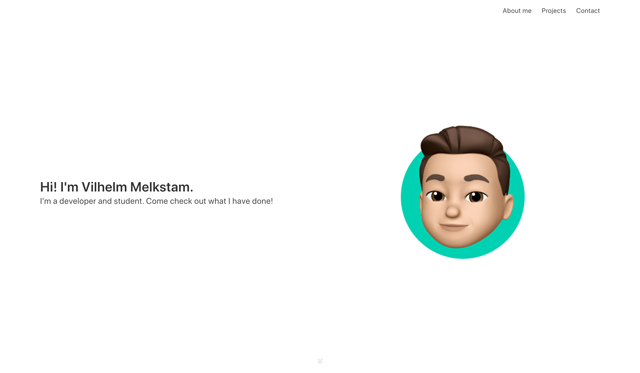 About me Projects Contact
Hi! I'm Vilhelm Melkstam.
I'm a developer and student. Come check out what I have done!